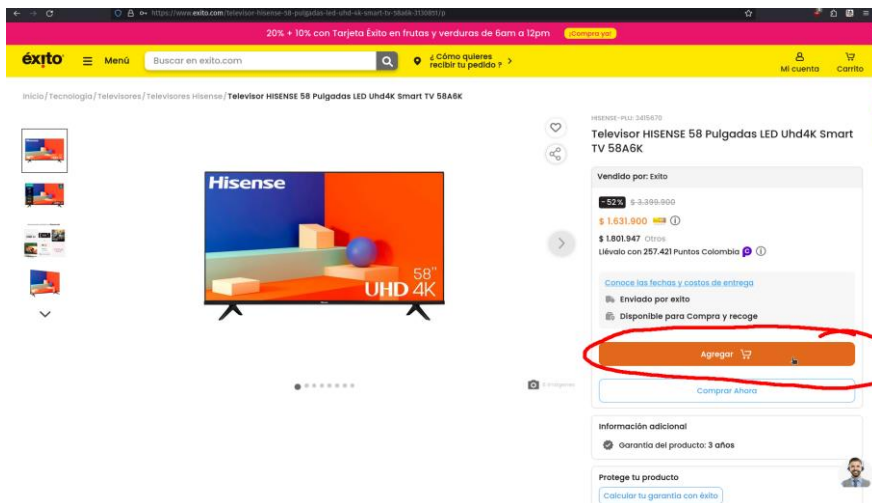 https://www.exito.com/televisor-hisense-58-pulgadas-led-uhd-4k-smart-tv-58a6k-3130851/p
20% + 10% con Tarjeta Éxito en frutas y verduras de 6am a 12pm ¡Compra ya!
éxito Menú Buscar en exito.com ¿Cómo quieres recibir tu pedido? > Mi cuenta Carrito
Inicio/Tecnología/Televisores/Televisores Hisense/Televisor HISENSE 58 Pulgadas LED Uhd4K Smart TV 58A6K
HISENSE-PLU: 3415670
Televisor HISENSE 58 Pulgadas LED Uhd4K Smart
TV 58A6K
Vendido por: Exito
-52% $ 3.399.900
$ 1.631.900
$ 1.801.947 Otros
Llévalo con 257.421 Puntos Colombia
Conoce las fechas y costos de entrega
Enviado por exito
Disponible para Compra y recoge
Agregar
Comprar Ahora
Información adicional
Garantía del producto: 3 años
Protege tu producto
Calcular tu garantía con éxito
Hisense
58"
UHD 4K